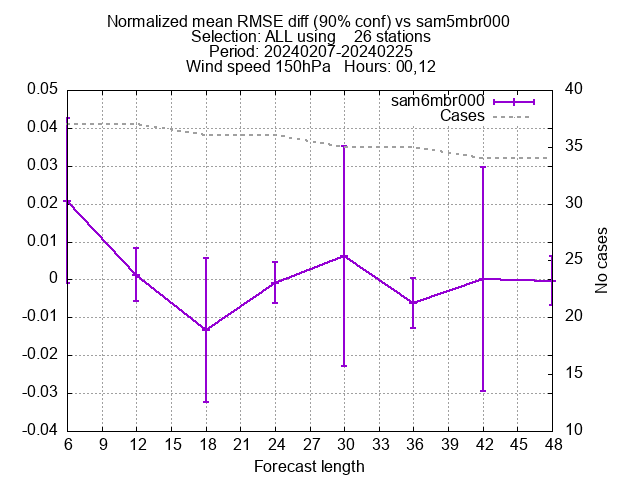 Normalized mean RMSE diff (90% conf) vs sam5mbr000
Selection: ALL using    26 stations
Period: 20240207-20240225
Wind speed 150hPa   Hours: 00,12
sam6mbr000
Cases
0.05
0.04
0.03
0.02
0.01
0
-0.01
-0.02
-0.03
-0.04
40
35
30
25
20
15
10
No cases
6 9 12 15 18 21 24 27 30 33 36 39 42 45 48
Forecast length